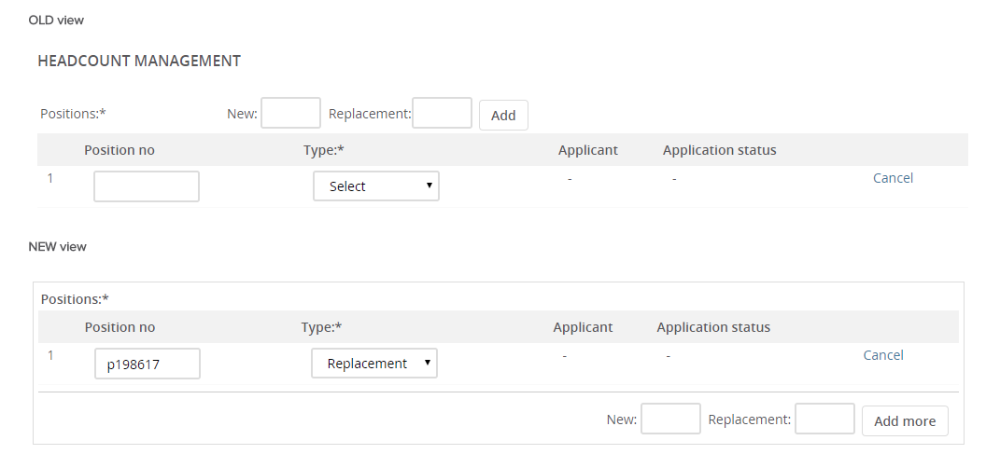 OLD view
HEADCOUNT MANAGEMENT
Positions:* New: Replacement: Add
Position no Type:* Applicant Application status
1 Select - - Cancel
NEW view
Positions:*
Position no Type:* Applicant Application status
1 p198617 Replacement - - Cancel
New: Replacement: Add more